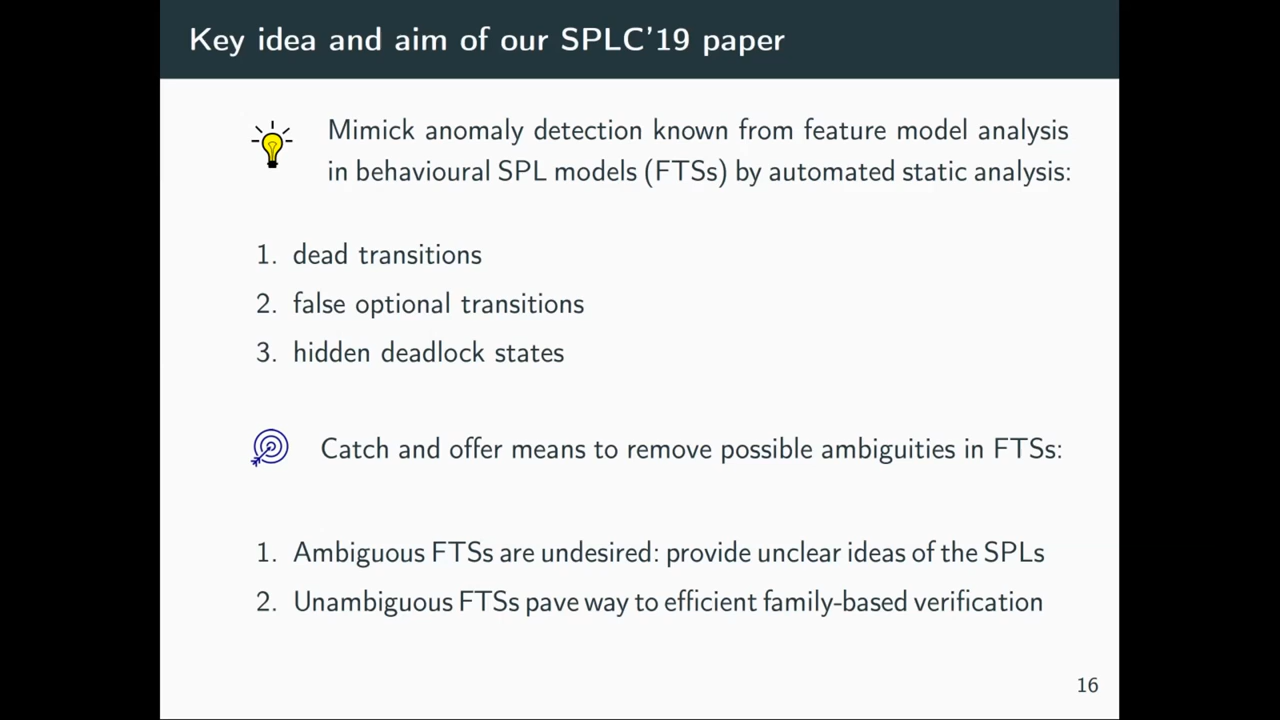 Key idea and aim of our SPLC'19 paper
Mimick anomaly detection known from feature model analysis
in behavioural SPL models (FTSs) by automated static analysis:
1. dead transitions
2. false optional transitions
3. hidden deadlock states
Catch and offer means to remove possible ambiguities in FTSs:
1. Ambiguous FTSs are undesired: provide unclear ideas of the SPLs
2. Unambiguous FTSs pave way to efficient family-based verification
16